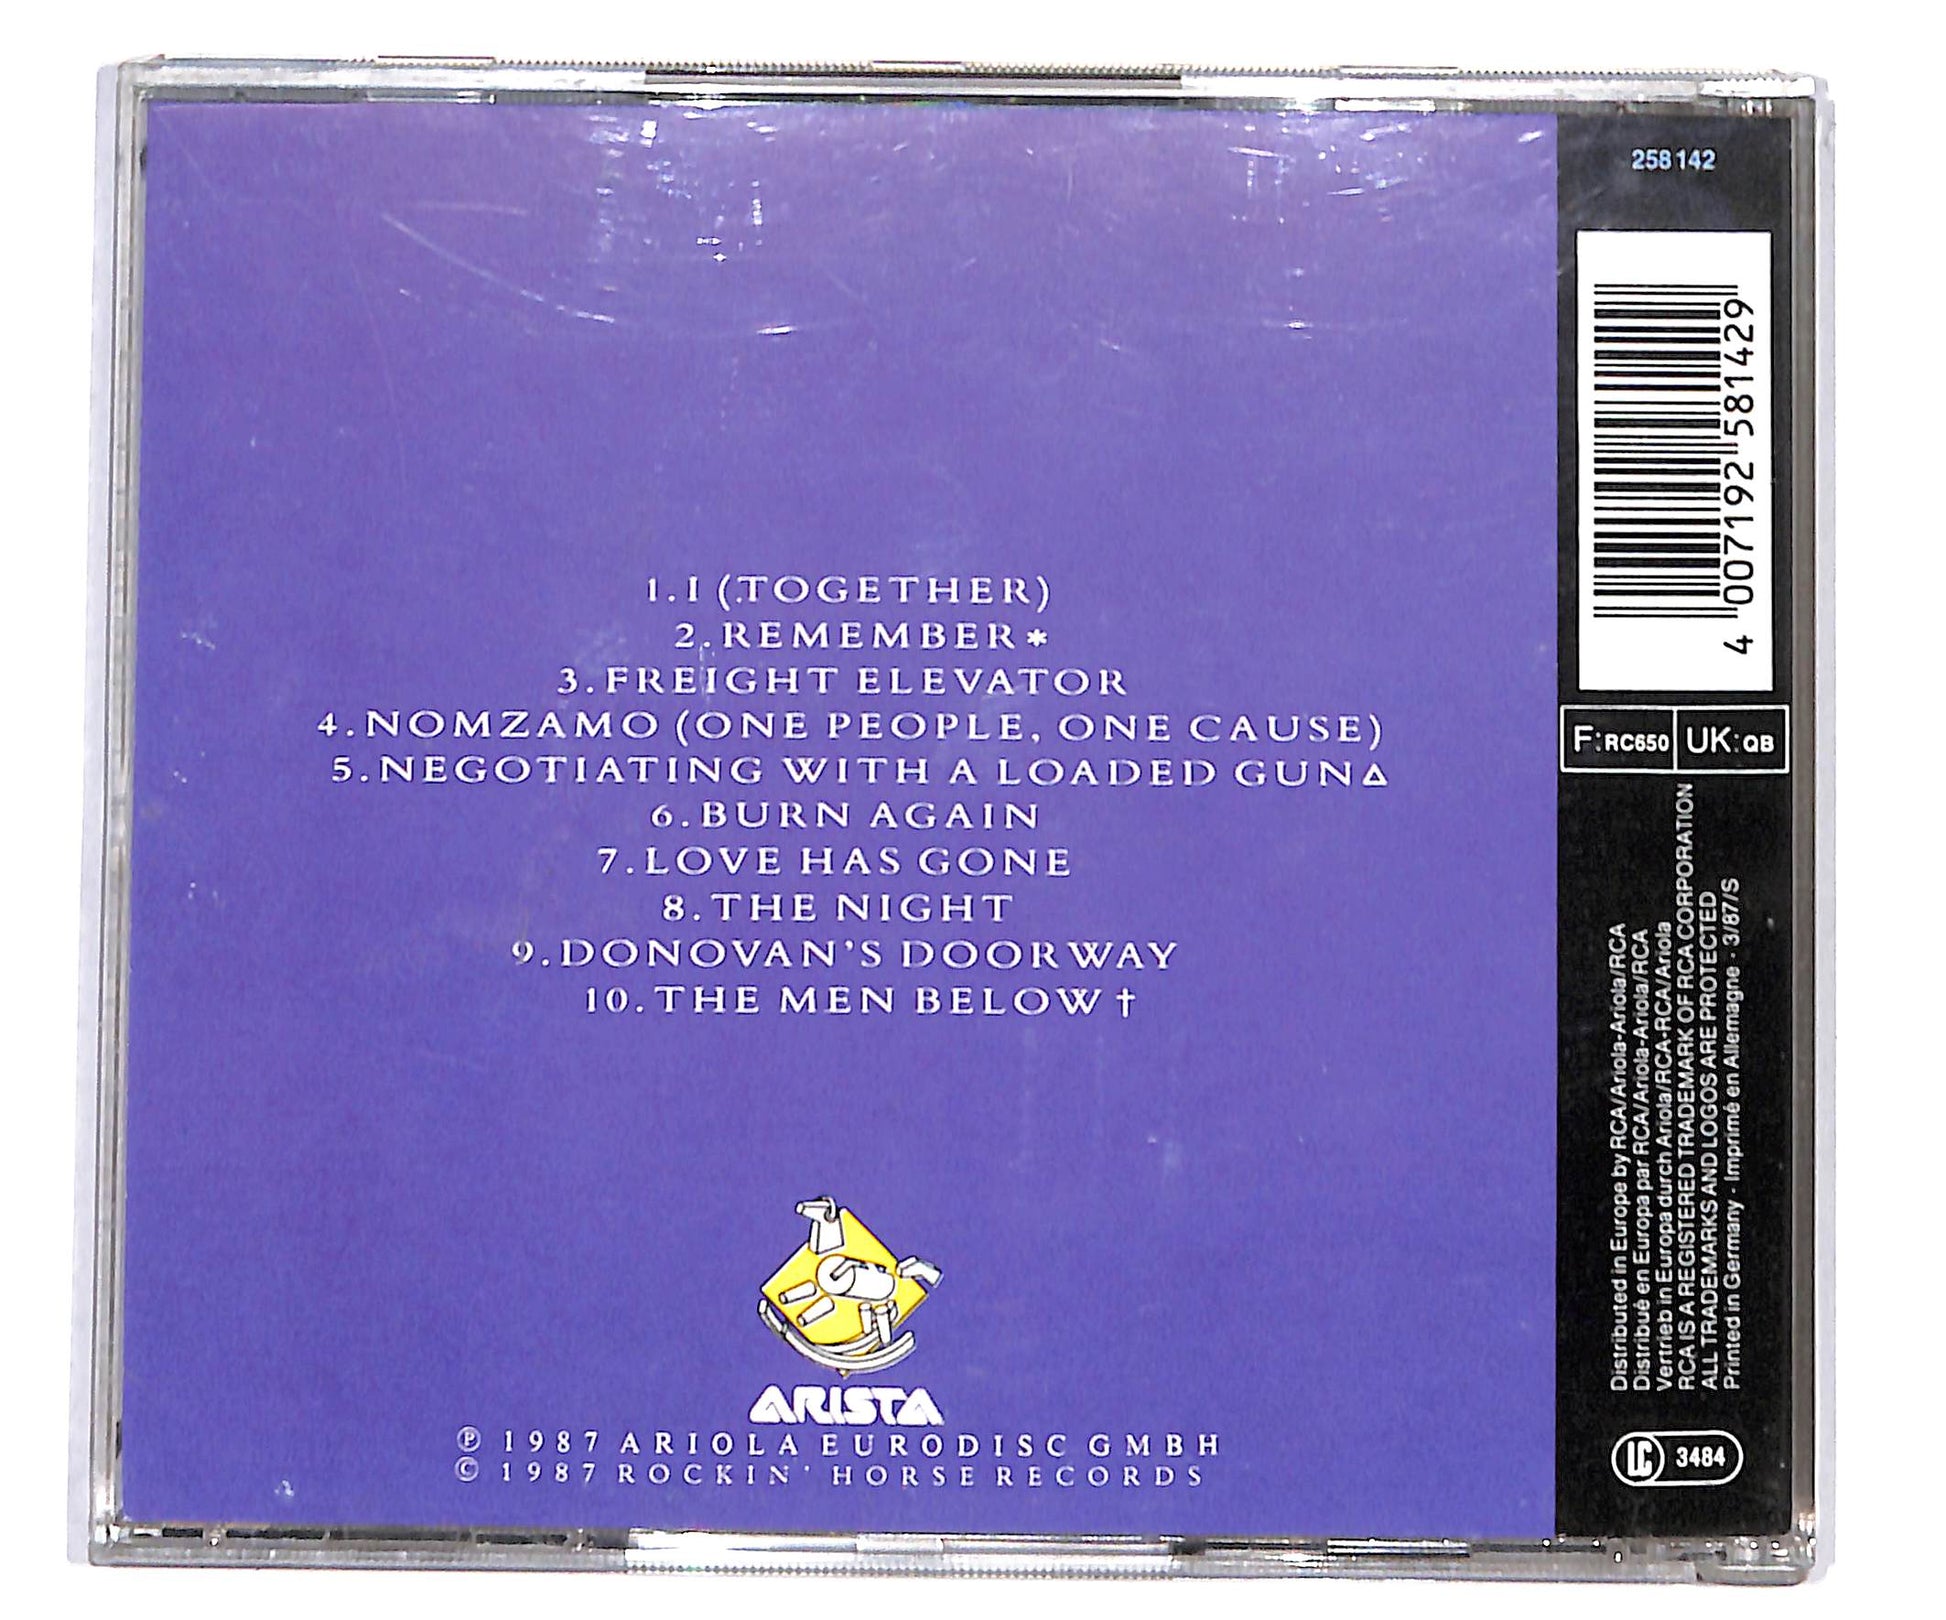 1. I (TOGETHER)
2. REMEMBER *
3. FREIGHT ELEVATOR
4. NOMZAMO (ONE PEOPLE, ONE CAUSE)
5. NEGOTIATING WITH A LOADED GUN △
6. BURN AGAIN
7. LOVE HAS GONE
8. THE NIGHT
9. DONOVAN'S DOORWAY
10. THE MEN BELOW †
ARISTA
℗ 1987 ARIOLA EURODISC GMBH
© 1987 ROCKIN' HORSE RECORDS
258 142
4 007192 581429
F: RC650 UK: QB
Distributed in Europe by RCA/Ariola-Ariola/RCA
Distribué en Europa par RCA/Ariola-Ariola/RCA
Vertrieb in Europa durch Ariola/RCA-RCA/Ariola
RCA IS A REGISTERED TRADEMARK OF RCA CORPORATION
ALL TRADEMARKS AND LOGOS ARE PROTECTED
Printed in Germany · Imprimé en Allemagne · 3/87/S
LC 3484